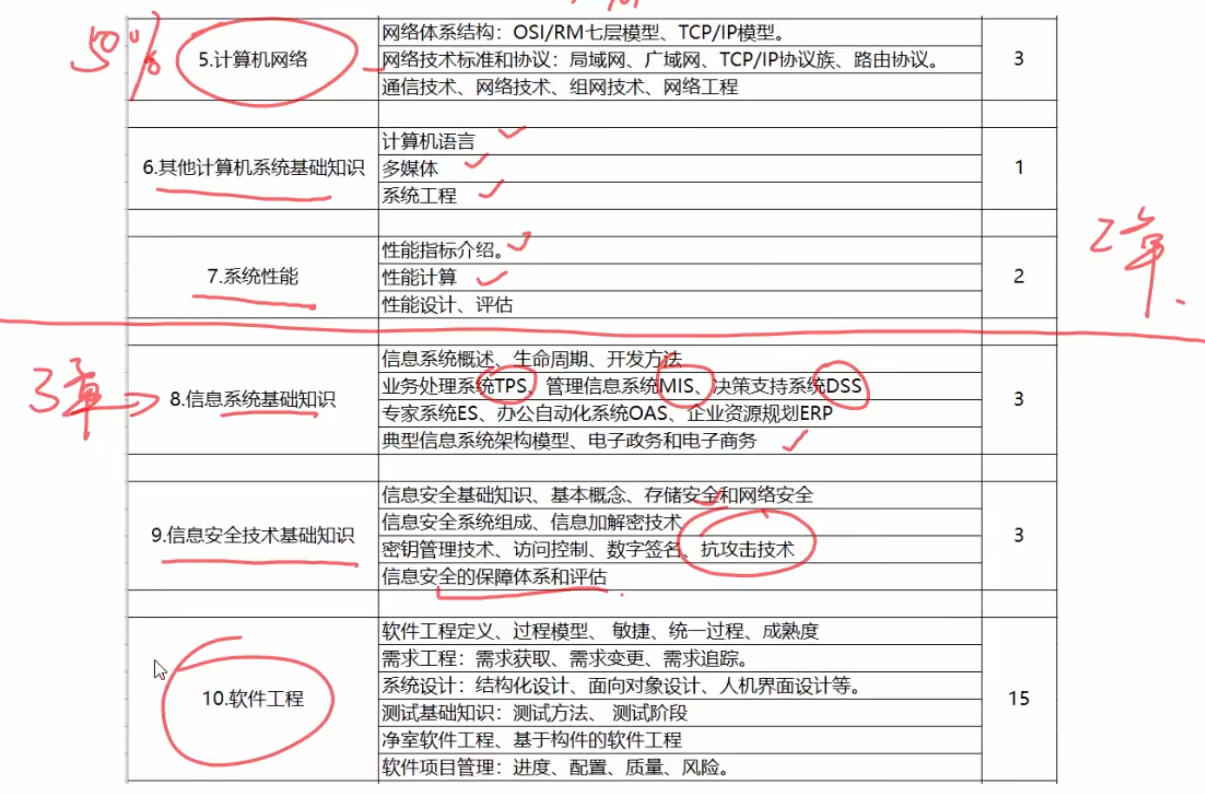 50%
5.计算机网络
网络体系结构：OSI/RM七层模型、TCP/IP模型。
网络技术标准和协议：局域网、广域网、TCP/IP协议族、路由协议。
通信技术、网络技术、组网技术、网络工程
3
6.其他计算机系统基础知识
计算机语言
多媒体
系统工程
1
7.系统性能
性能指标介绍。
性能计算
性能设计、评估
2
2章
3章
8.信息系统基础知识
信息系统概述、生命周期、开发方法
业务处理系统TPS、管理信息系统MIS、决策支持系统DSS
专家系统ES、办公自动化系统OAS、企业资源规划ERP
典型信息系统架构模型、电子政务和电子商务
3
9.信息安全技术基础知识
信息安全基础知识、基本概念、存储安全和网络安全
信息安全系统组成、信息加解密技术
密钥管理技术、访问控制、数字签名、抗攻击技术
信息安全的保障体系和评估
3
10.软件工程
软件工程定义、过程模型、 敏捷、统一过程、成熟度
需求工程：需求获取、需求变更、需求追踪。
系统设计：结构化设计、面向对象设计、人机界面设计等。
测试基础知识：测试方法、 测试阶段
净室软件工程、基于构件的软件工程
软件项目管理：进度、配置、质量、风险。
15